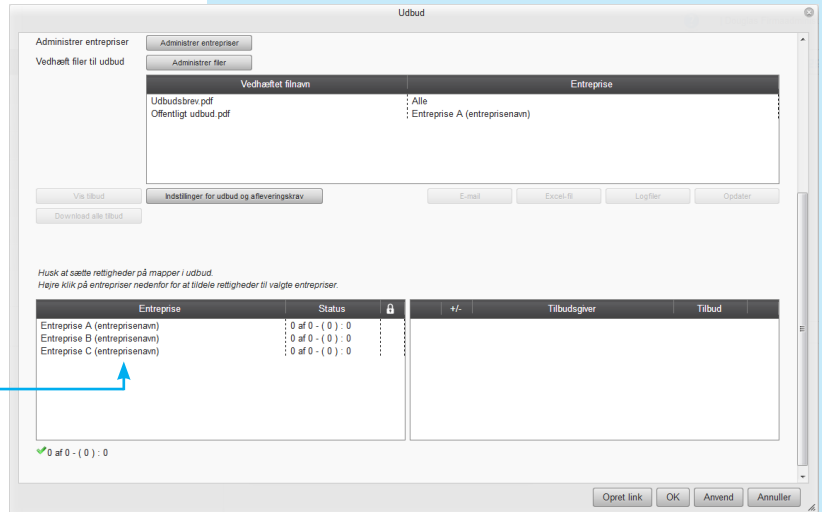 Udbud
Administrer entrepriser Administrer entrepriser
Vedhæft filer til udbud Administrer filer
Vedhæftet filnavn Entreprise
Udbudsbrev.pdf Alle
Offentligt udbud.pdf Entreprise A (entreprisenavn)
Vis tilbud Indstillinger for udbud og afleveringskrav E-mail Excel-fil Logfiler Opdater
Download alle tilbud
Husk at sætte rettigheder på mapper i udbud.
Højre klik på entrepriser nedenfor for at tildele rettigheder til valgte entrepriser.
Entreprise Status +/- Tilbudsgiver Tilbud
Entreprise A (entreprisenavn) 0 af 0 - ( 0 ) : 0
Entreprise B (entreprisenavn) 0 af 0 - ( 0 ) : 0
Entreprise C (entreprisenavn) 0 af 0 - ( 0 ) : 0
0 af 0 - ( 0 ) : 0
Opret link OK Anvend Annuller